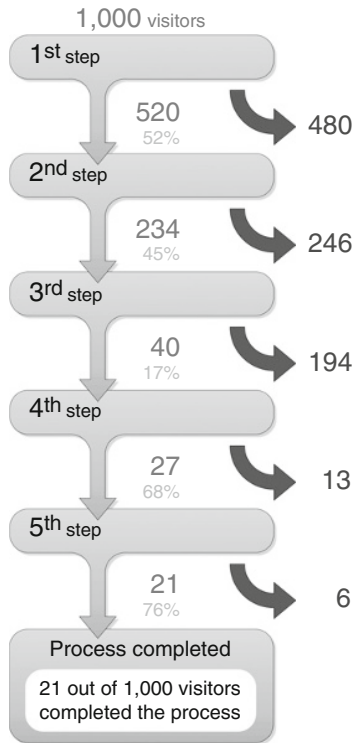 1,000 visitors
1st step
520
52%
480
2nd step
234
45%
246
3rd step
40
17%
194
4th step
27
68%
13
5th step
21
76%
6
Process completed
21 out of 1,000 visitors
completed the process